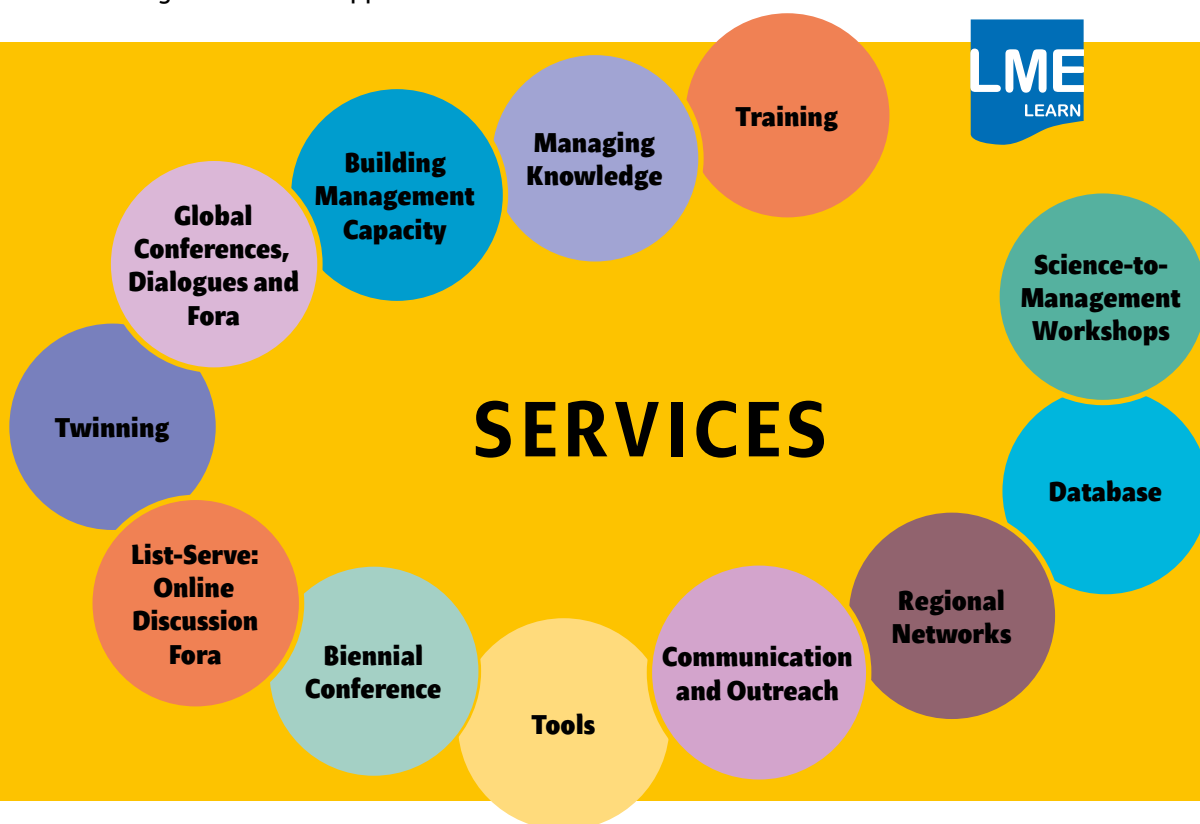 Training
LME
LEARN
Managing
Knowledge
Building
Management
Capacity
Global
Conferences,
Dialogues and
Fora
Science-to-
Management
Workshops
Twinning
SERVICES
Database
List-Serve:
Online
Discussion
Fora
Regional
Networks
Biennial
Conference
Communication
and Outreach
Tools